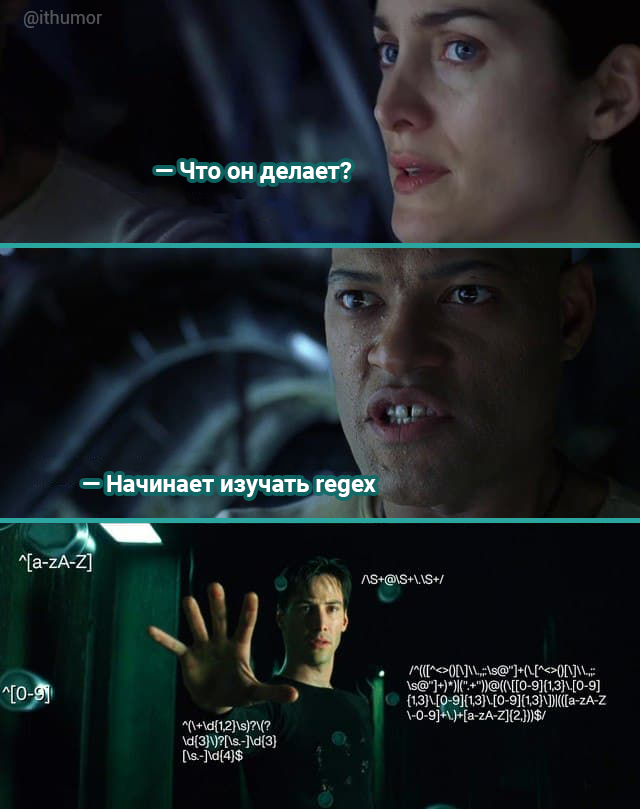 @ithumor
— Что он делает?
— Начинает изучать regex
^[a-zA-Z]
/\S+@\S+\.\S+/
^[0-9]
/^(([^<>()[\]\\.,;:\s@"]+(\.[^<>()[\]\\.,;:
\s@"]+)*)|(".+"))@((\[[0-9]{1,3}\.[0-9]
{1,3}\.[0-9]{1,3}\.[0-9]{1,3}\])|(([a-zA-Z
\-0-9]+\.)+[a-zA-Z]{2,}))$/
^(\+\d{1,2}\s)?\(?
\d{3}\)?[\s.-]\d{3}
[\s.-]\d{4}$